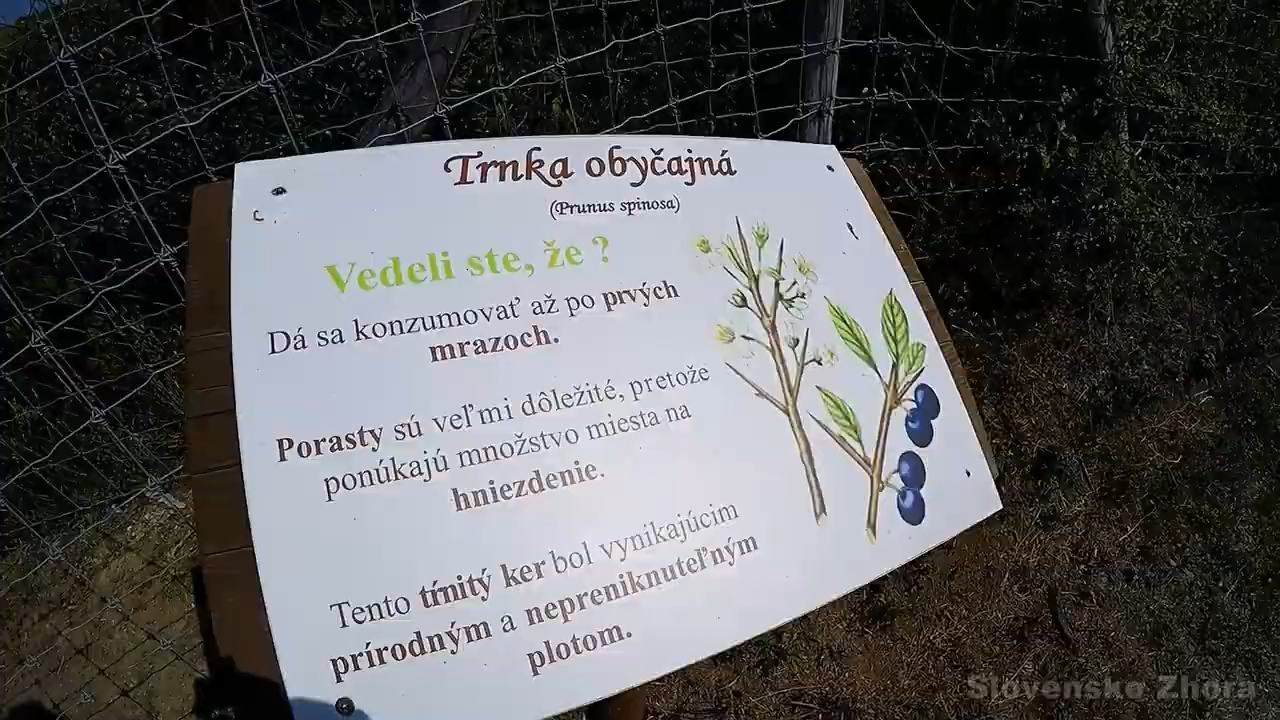 Trnka obyčajná
(Prunus spinosa)
Vedeli ste, že ?
Dá sa konzumovať až po prvých
mrazoch.
Porasty sú veľmi dôležité, pretože
ponúkajú množstvo miesta na
hniezdenie.
Tento tŕnitý ker bol vynikajúcim
prírodným a nepreniknuteľným
plotom.
Slovensko Zhora